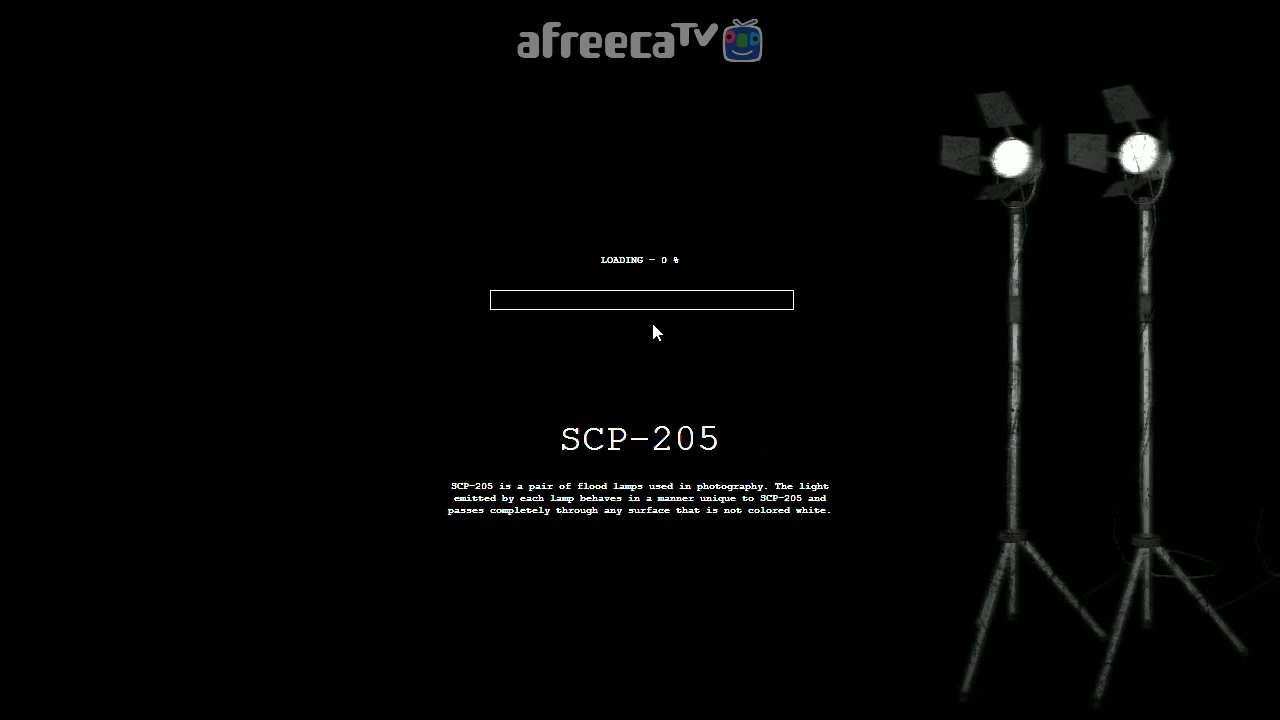 afreecaTV
LOADING - 0 %
SCP-205
SCP-205 is a pair of flood lamps used in photography. The light
emitted by each lamp behaves in a manner unique to SCP-205 and
passes completely through any surface that is not colored white.